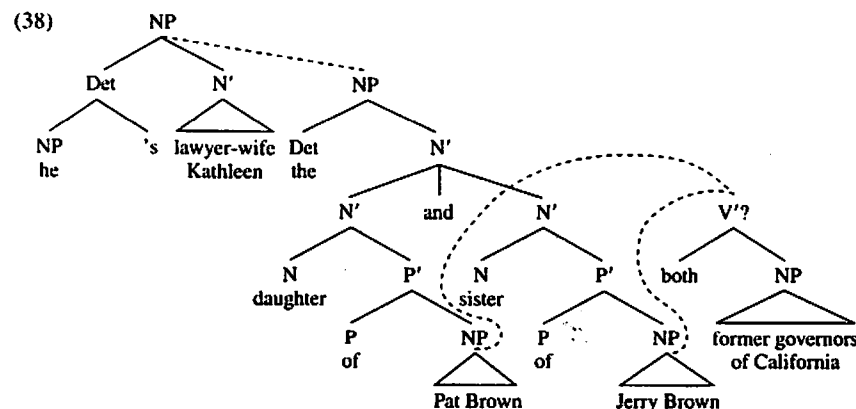 (38) NP
Det N′ NP
NP 's lawyer-wife Det N′
he Kathleen the
N′ and N′ V′?
N P′ N P′ both NP
daughter sister
P NP P NP former governors
of of of California
Pat Brown Jerry Brown